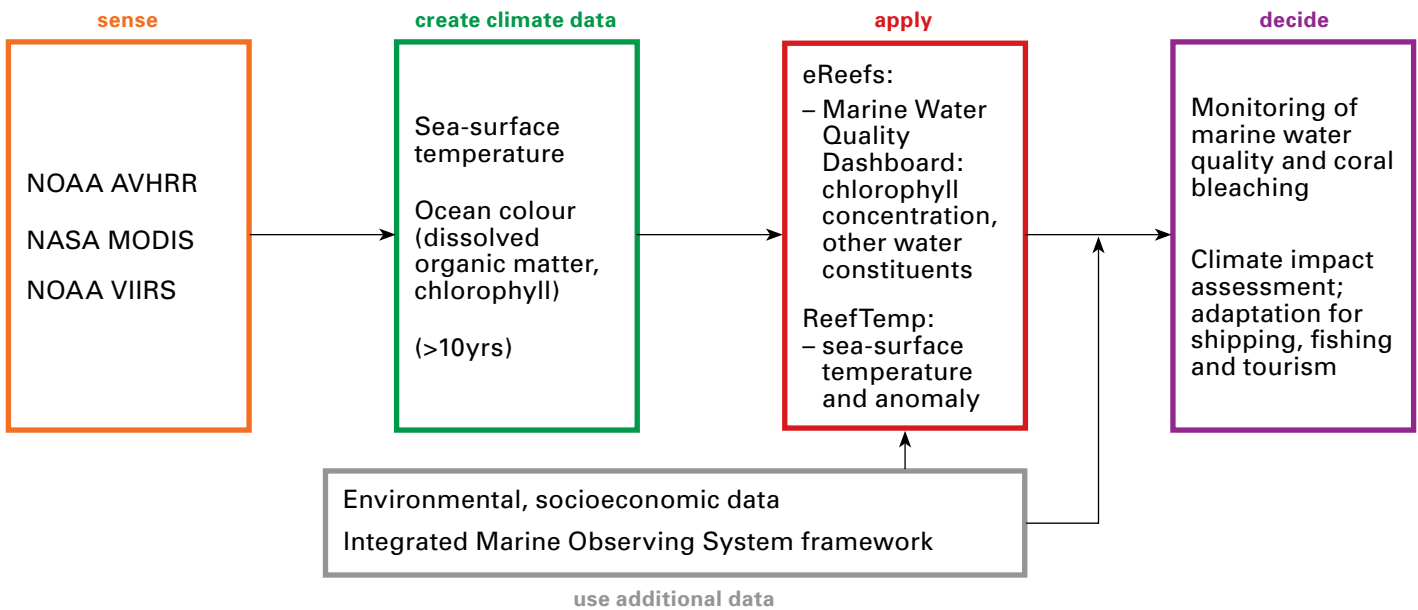 sense
NOAA AVHRR
NASA MODIS
NOAA VIIRS
create climate data
Sea-surface
temperature
Ocean colour
(dissolved
organic matter,
chlorophyll)
(>10yrs)
apply
eReefs:
– Marine Water
Quality
Dashboard:
chlorophyll
concentration,
other water
constituents
ReefTemp:
– sea-surface
temperature
and anomaly
decide
Monitoring of
marine water
quality and coral
bleaching
Climate impact
assessment;
adaptation for
shipping, fishing
and tourism
Environmental, socioeconomic data
Integrated Marine Observing System framework
use additional data